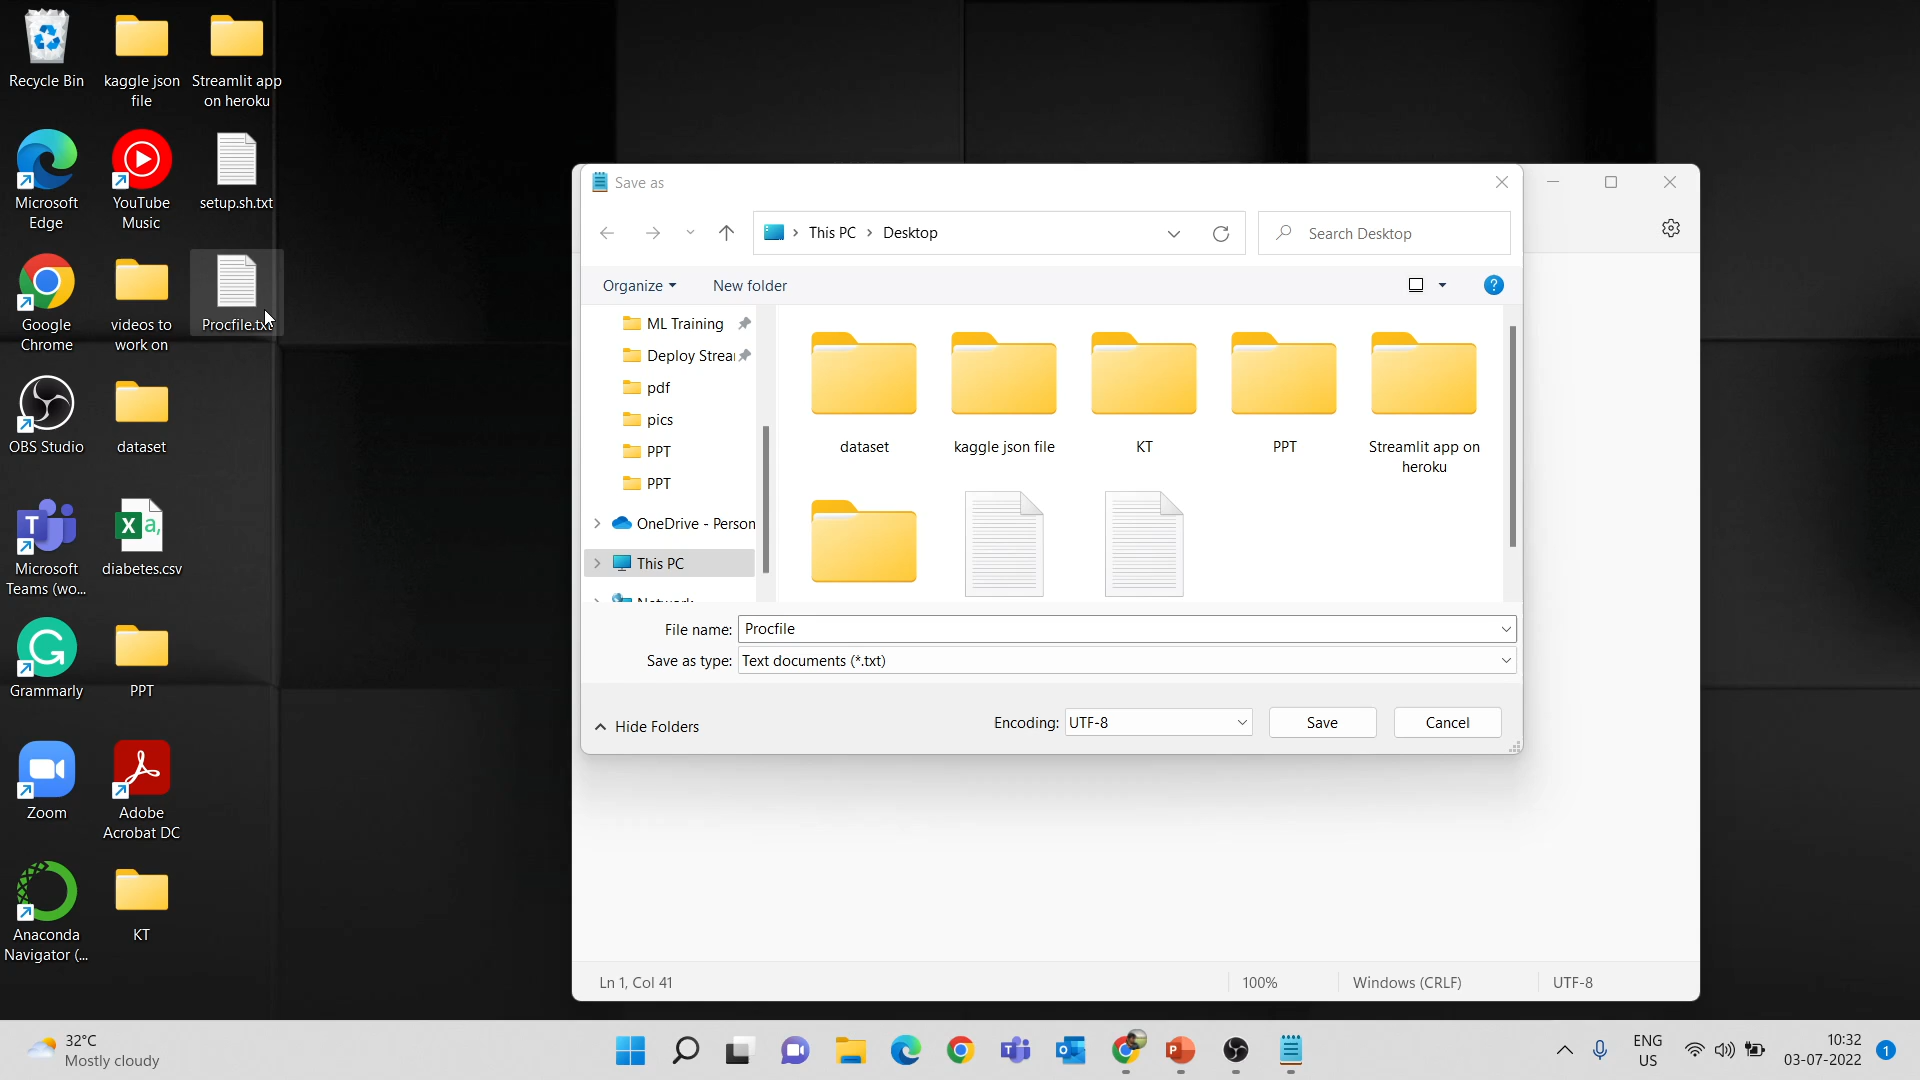 Recycle Bin
kaggle json
file
Streamlit app
on heroku
Microsoft
Edge
YouTube
Music
setup.sh.txt
Google
Chrome
videos to
work on
Procfile.txt
OBS Studio
dataset
Microsoft
Teams (wo...
diabetes.csv
Grammarly
PPT
Zoom
Adobe
Acrobat DC
Anaconda
Navigator (...
KT
Save as
This PC > Desktop
Search Desktop
Organize
New folder
ML Training
Deploy Strea
pdf
pics
PPT
PPT
OneDrive - Person
This PC
Network
dataset
kaggle json file
KT
PPT
Streamlit app on
heroku
File name: Procfile
Save as type: Text documents (*.txt)
Hide Folders
Encoding: UTF-8
Save
Cancel
Ln 1, Col 41
100%
Windows (CRLF)
UTF-8
32°C
Mostly cloudy
ENG
US
10:32
03-07-2022
1